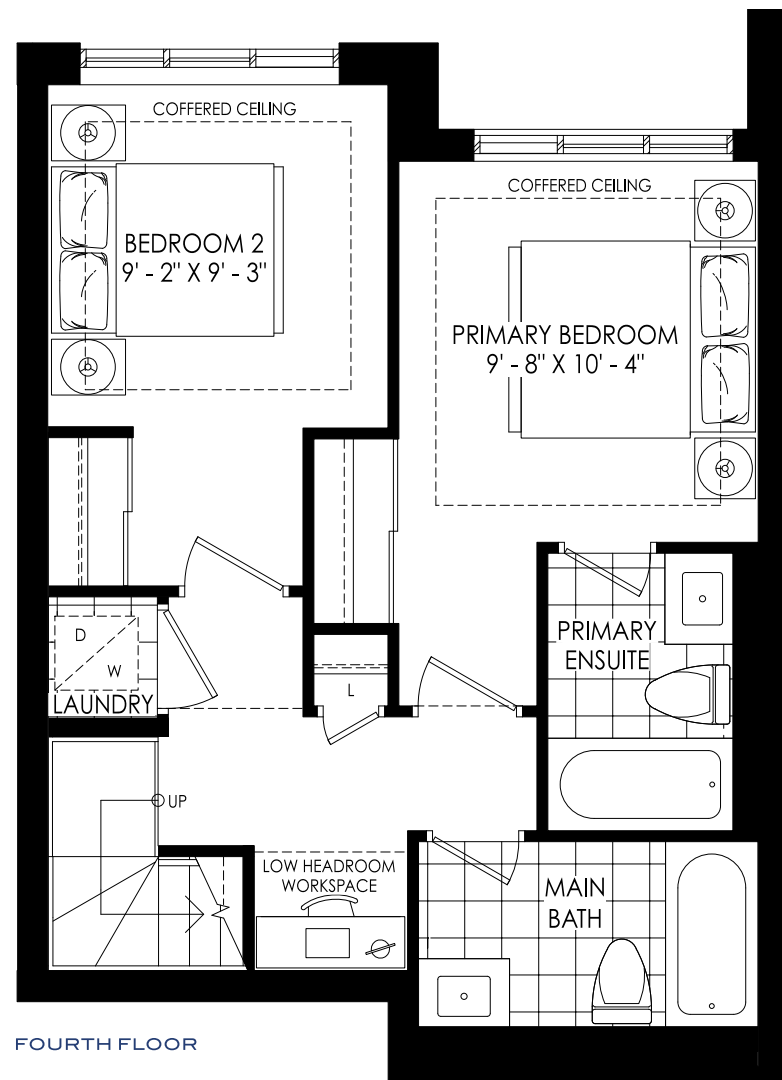 COFFERED CEILING
BEDROOM 2
9' - 2" X 9' - 3"
COFFERED CEILING
PRIMARY BEDROOM
9' - 8" X 10' - 4"
D
W
LAUNDRY
L
PRIMARY
ENSUITE
UP
LOW HEADROOM
WORKSPACE
MAIN
BATH
FOURTH FLOOR